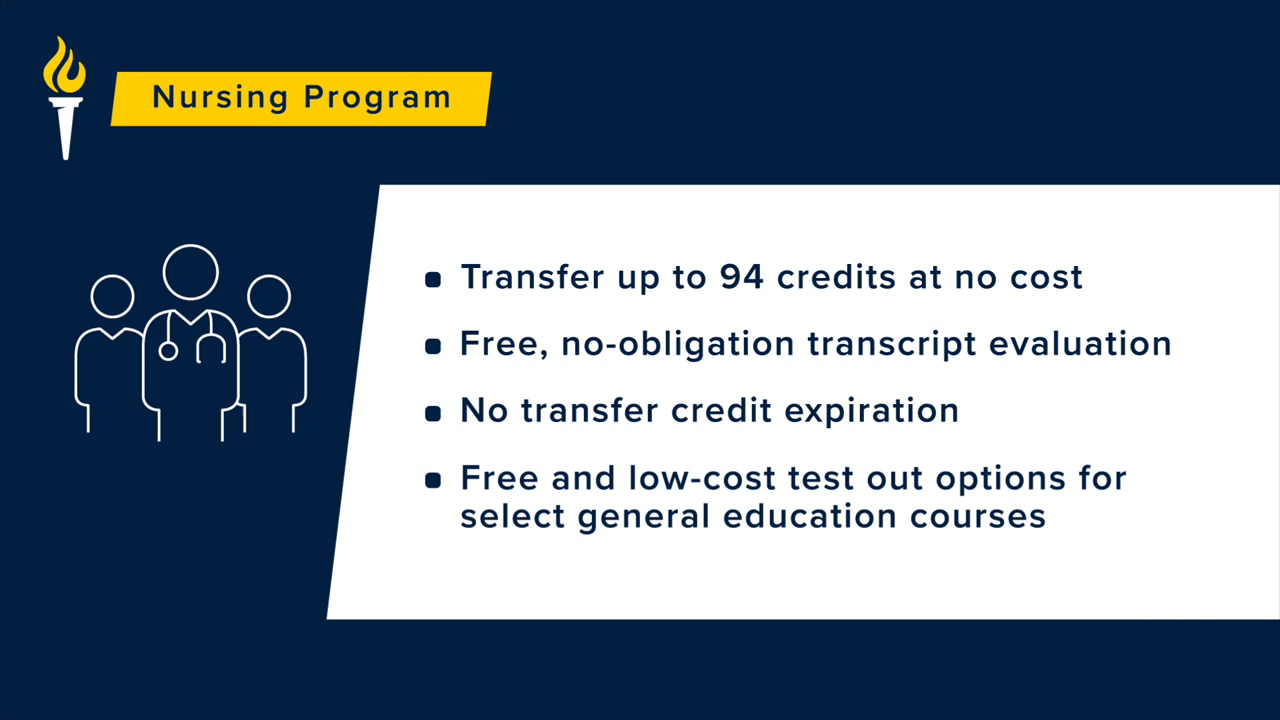 Nursing Program
Transfer up to 94 credits at no cost
Free, no-obligation transcript evaluation
No transfer credit expiration
Free and low-cost test out options for
select general education courses